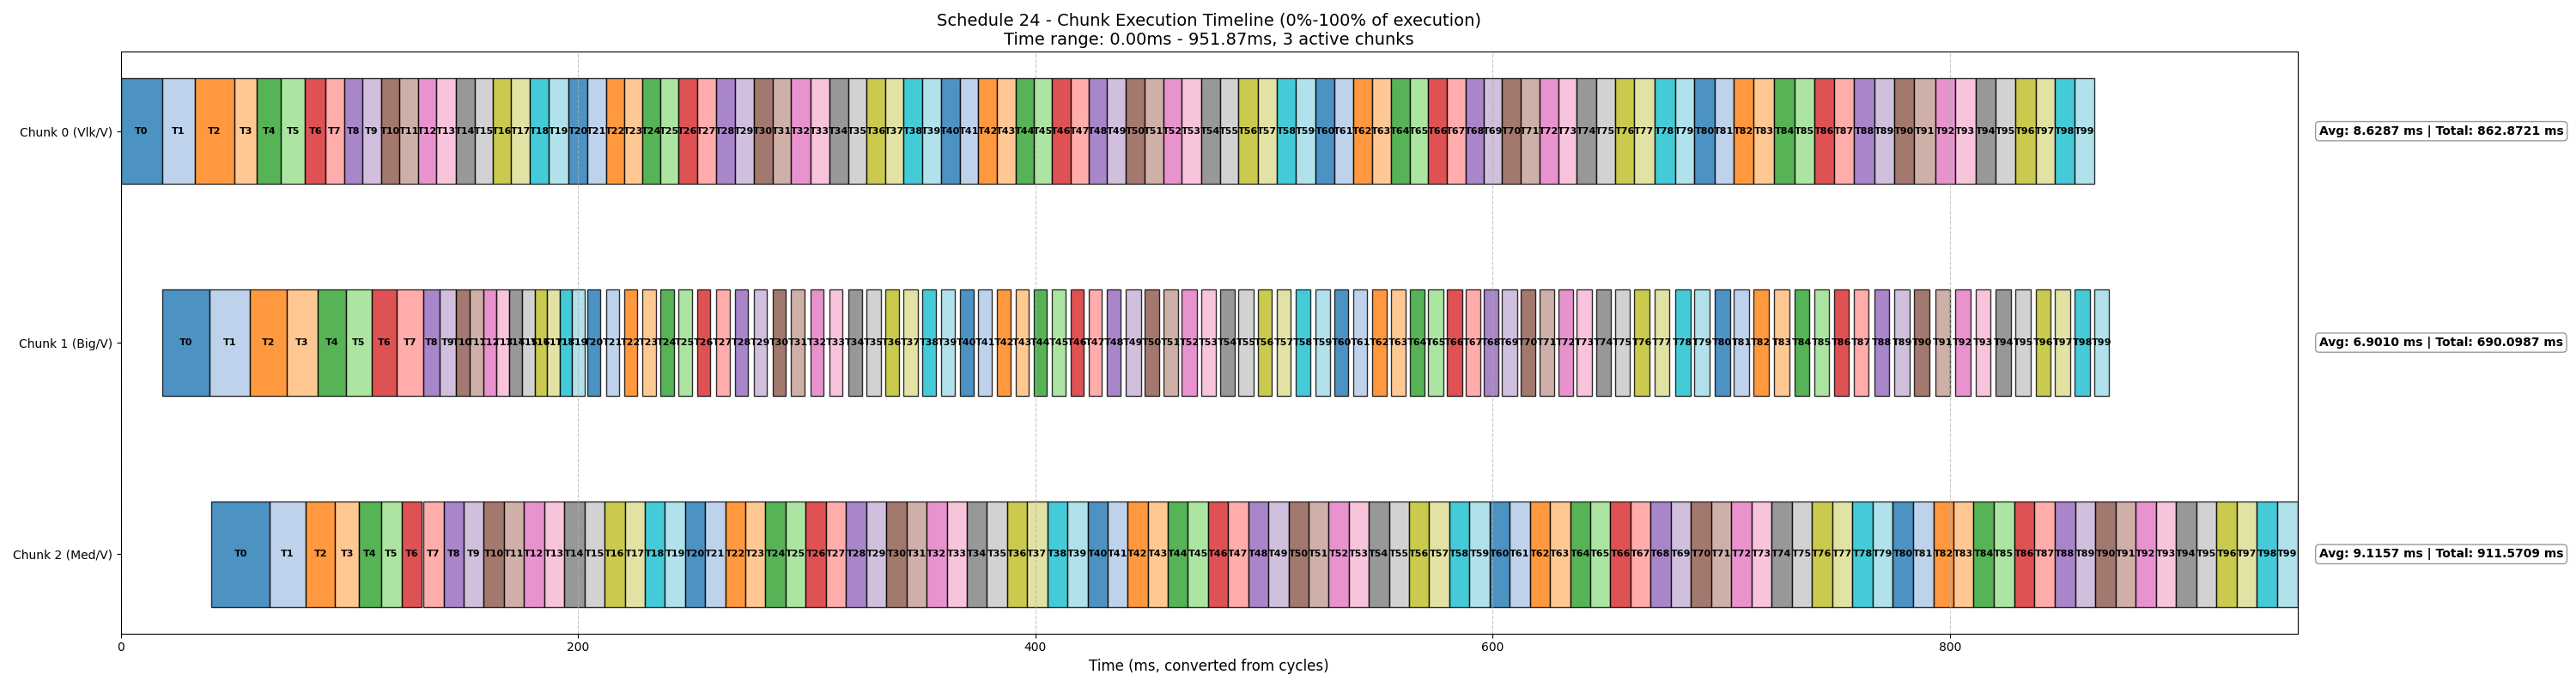 Schedule 24 - Chunk Execution Timeline (0%-100% of execution)
Time range: 0.00ms - 951.87ms, 3 active chunks
Chunk 0 (Vlk/V)
T0 T1 T2 T3 T4 T5 T6 T7 T8 T9 T10 T11 T12 T13 T14 T15 T16 T17 T18 T19 T20 T21 T22 T23 T24 T25 T26 T27 T28 T29 T30 T31 T32 T33 T34 T35 T36 T37 T38 T39 T40 T41 T42 T43 T44 T45 T46 T47 T48 T49 T50 T51 T52 T53 T54 T55 T56 T57 T58 T59 T60 T61 T62 T63 T64 T65 T66 T67 T68 T69 T70 T71 T72 T73 T74 T75 T76 T77 T78 T79 T80 T81 T82 T83 T84 T85 T86 T87 T88 T89 T90 T91 T92 T93 T94 T95 T96 T97 T98 T99
Avg: 8.6287 ms | Total: 862.8721 ms
Chunk 1 (Big/V)
T0 T1 T2 T3 T4 T5 T6 T7 T8 T9 T10 T11 T12 T13 T14 T15 T16 T17 T18 T19 T20 T21 T22 T23 T24 T25 T26 T27 T28 T29 T30 T31 T32 T33 T34 T35 T36 T37 T38 T39 T40 T41 T42 T43 T44 T45 T46 T47 T48 T49 T50 T51 T52 T53 T54 T55 T56 T57 T58 T59 T60 T61 T62 T63 T64 T65 T66 T67 T68 T69 T70 T71 T72 T73 T74 T75 T76 T77 T78 T79 T80 T81 T82 T83 T84 T85 T86 T87 T88 T89 T90 T91 T92 T93 T94 T95 T96 T97 T98 T99
Avg: 6.9010 ms | Total: 690.0987 ms
Chunk 2 (Med/V)
T0 T1 T2 T3 T4 T5 T6 T7 T8 T9 T10 T11 T12 T13 T14 T15 T16 T17 T18 T19 T20 T21 T22 T23 T24 T25 T26 T27 T28 T29 T30 T31 T32 T33 T34 T35 T36 T37 T38 T39 T40 T41 T42 T43 T44 T45 T46 T47 T48 T49 T50 T51 T52 T53 T54 T55 T56 T57 T58 T59 T60 T61 T62 T63 T64 T65 T66 T67 T68 T69 T70 T71 T72 T73 T74 T75 T76 T77 T78 T79 T80 T81 T82 T83 T84 T85 T86 T87 T88 T89 T90 T91 T92 T93 T94 T95 T96 T97 T98 T99
Avg: 9.1157 ms | Total: 911.5709 ms
0 200 400 600 800
Time (ms, converted from cycles)